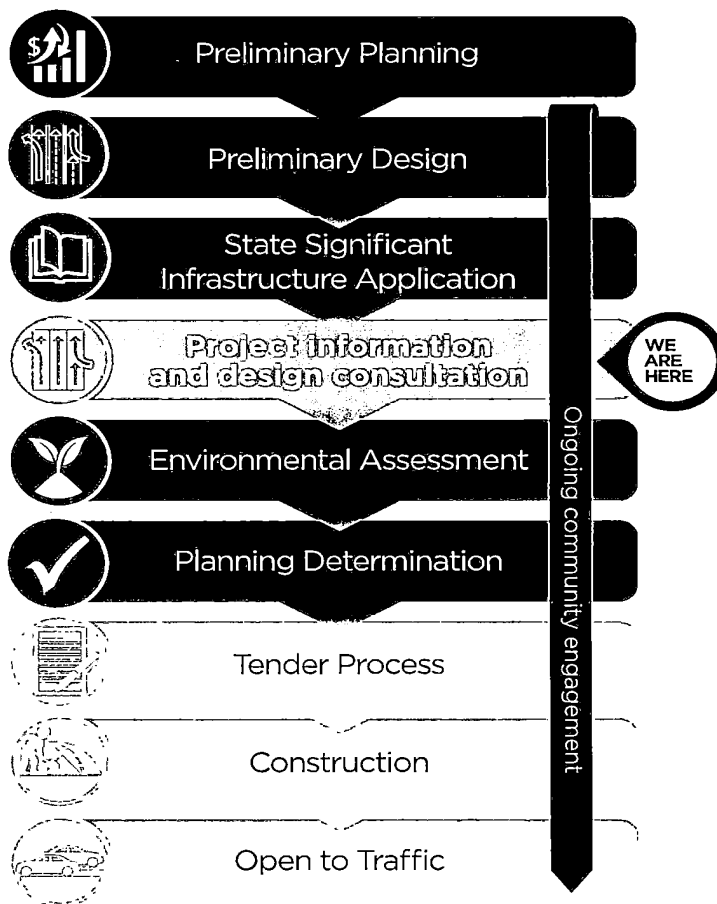 $
Preliminary Planning
Preliminary Design
State Significant
Infrastructure Application
Project information
and design consultation
WE
ARE
HERE
Environmental Assessment
Planning Determination
Tender Process
Construction
Open to Traffic
Ongoing community engagement